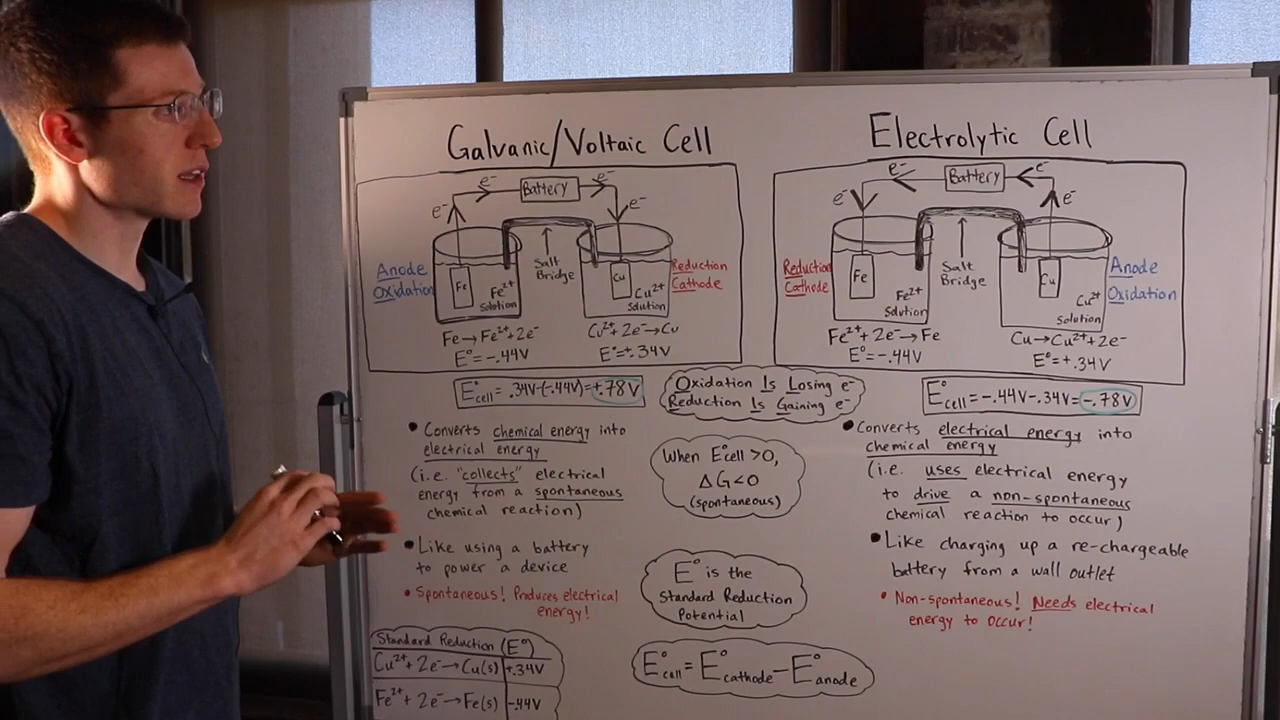 Galvanic/Voltaic Cell
e⁻ Battery e⁻
e⁻ e⁻
Salt
Bridge
Anode
Oxidation
Fe
Fe²⁺
Solution
Cu
Cu²⁺
Solution
Reduction
Cathode
Fe→Fe²⁺+2e⁻
E°=-.44V
Cu²⁺+2e⁻→Cu
E°=+.34V
E°cell = .34V-(-.44V)=+.78V
• Converts chemical energy into
electrical energy
(i.e. "collects" electrical
energy from a spontaneous
chemical reaction)
• Like using a battery
to power a device
• Spontaneous! Produces electrical
energy!
Standard Reduction (E°)
Cu²⁺+2e⁻→Cu(s) +.34V
Fe²⁺+2e⁻→Fe(s) -.44V
Oxidation Is Losing e⁻
Reduction Is Gaining e⁻
When E°cell >0,
ΔG<0
(spontaneous)
E° is the
Standard Reduction
Potential
E°cell = E°cathode - E°anode
Electrolytic Cell
e⁻ Battery e⁻
e⁻ e⁻
Salt
Bridge
Reduction
Cathode
Fe
Fe²⁺
Solution
Cu
Cu²⁺
Solution
Anode
Oxidation
Fe²⁺+2e⁻→Fe
E°=-.44V
Cu→Cu²⁺+2e⁻
E°=+.34V
E°cell = -.44V-.34V=-.78V
• Converts electrical energy into
chemical energy
(i.e. uses electrical energy
to drive a non-spontaneous
chemical reaction to occur)
• Like charging up a re-chargeable
battery from a wall outlet
• Non-spontaneous! Needs electrical
energy to occur!